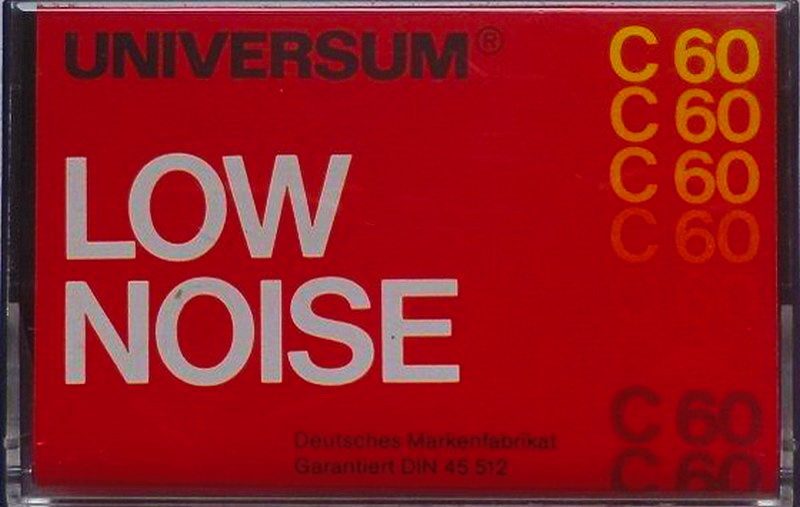 UNIVERSUM®
C 60
C 60
C 60
C 60
LOW
NOISE
C 60
C 60
Deutsches Markenfabrikat
Garantiert DIN 45 512